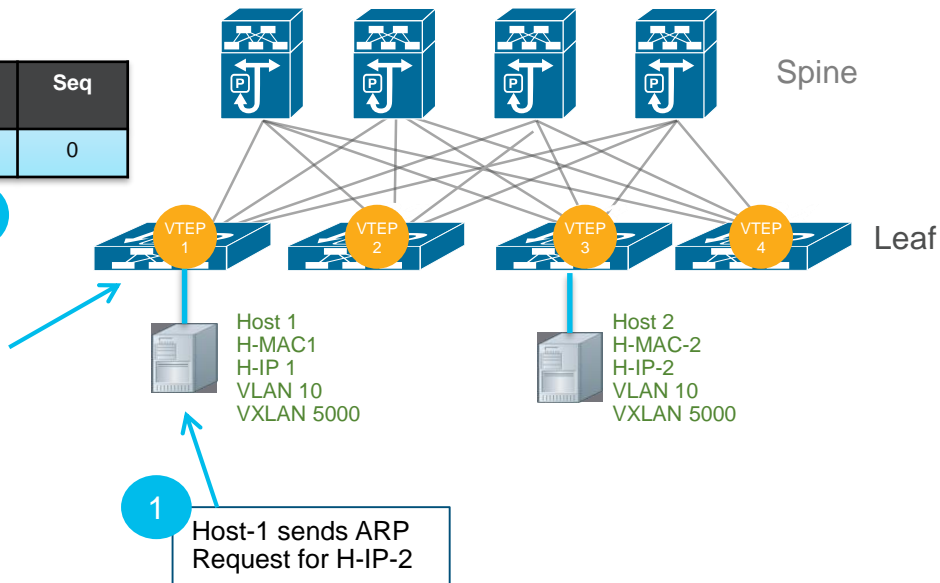 Seq
0
Spine
P
P
P
P
VTEP
1
VTEP
2
VTEP
3
VTEP
4
Leaf
Host 1
H-MAC1
H-IP 1
VLAN 10
VXLAN 5000
Host 2
H-MAC-2
H-IP-2
VLAN 10
VXLAN 5000
1
Host-1 sends ARP
Request for H-IP-2